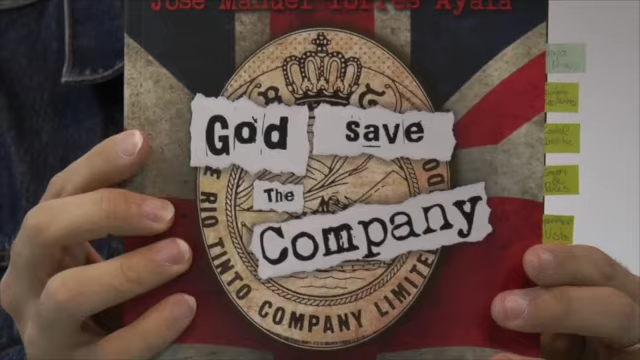 José Manuel Torres Ayala
God save
The
Company
RIO TINTO COMPANY LIMITED